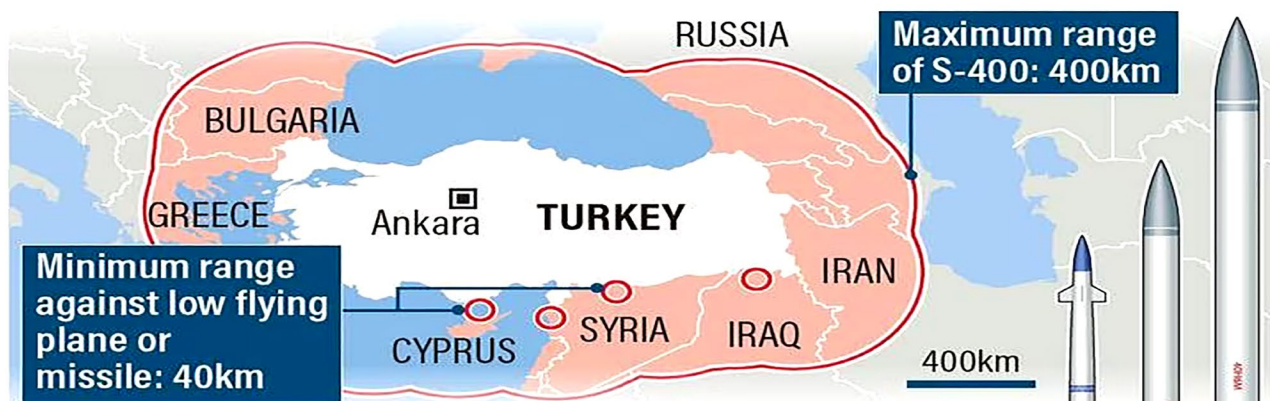 RUSSIA
Maximum range
of S-400: 400km
BULGARIA
GREECE
Ankara
TURKEY
Minimum range
against low flying
plane or
missile: 40km
CYPRUS
SYRIA
IRAQ
IRAN
400km